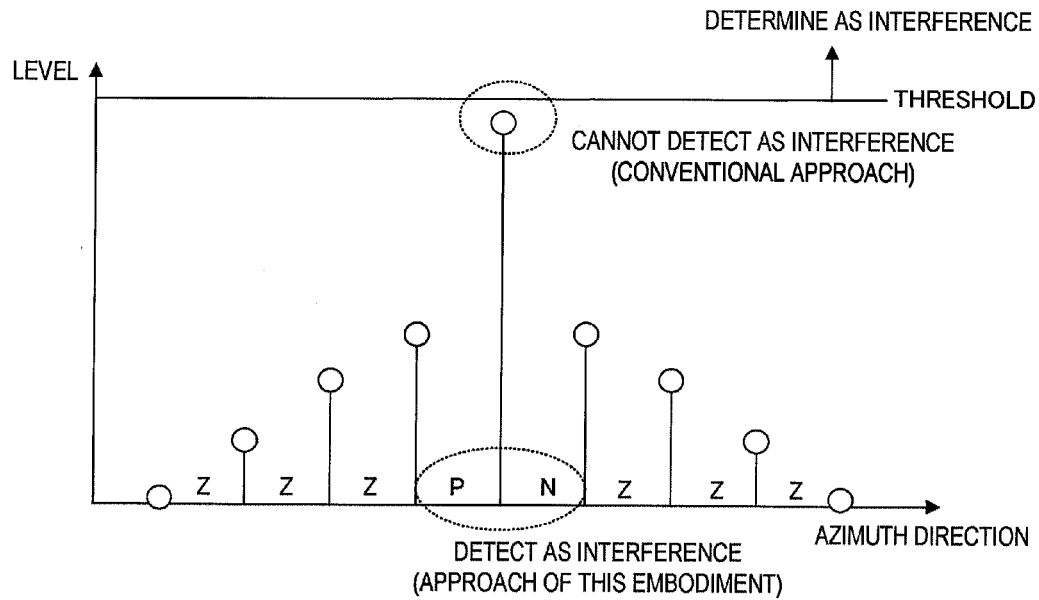 DETERMINE AS INTERFERENCE
LEVEL
THRESHOLD
CANNOT DETECT AS INTERFERENCE
(CONVENTIONAL APPROACH)
Z Z Z P N Z Z Z
AZIMUTH DIRECTION
DETECT AS INTERFERENCE
(APPROACH OF THIS EMBODIMENT)